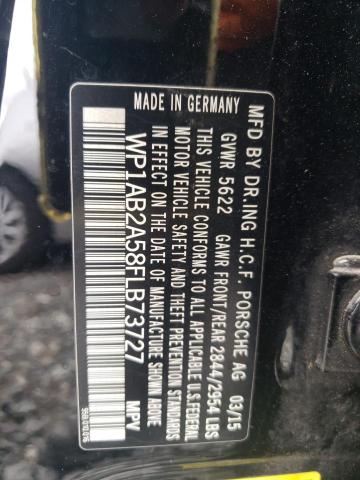 MFD BY DR.ING H.C.F. PORSCHE AG 03/15
GVWR 5622 GAWR FRONT/REAR 2844/2954 LBS
THIS VEHICLE CONFORMS TO ALL APPLICABLE U.S.FEDERAL
MOTOR VEHICLE SAFETY AND THEFT PREVENTION STANDARDS
IN EFFECT ON THE DATE OF MANUFACTURE SHOWN ABOVE
WP1AB2A58FLB73727 MPV
MADE IN GERMANY